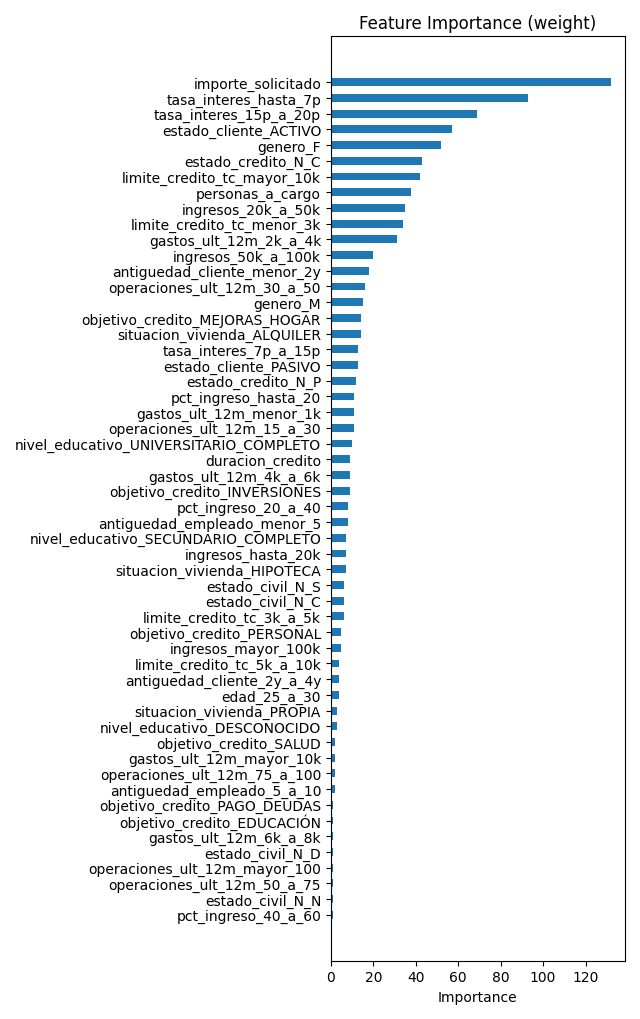 Feature Importance (weight)
importe_solicitado
tasa_interes_hasta_7p
tasa_interes_15p_a_20p
estado_cliente_ACTIVO
genero_F
estado_credito_N_C
limite_credito_tc_mayor_10k
personas_a_cargo
ingresos_20k_a_50k
limite_credito_tc_menor_3k
gastos_ult_12m_2k_a_4k
ingresos_50k_a_100k
antiguedad_cliente_menor_2y
operaciones_ult_12m_30_a_50
genero_M
objetivo_credito_MEJORAS_HOGAR
situacion_vivienda_ALQUILER
tasa_interes_7p_a_15p
estado_cliente_PASIVO
estado_credito_N_P
pct_ingreso_hasta_20
gastos_ult_12m_menor_1k
operaciones_ult_12m_15_a_30
nivel_educativo_UNIVERSITARIO_COMPLETO
duracion_credito
gastos_ult_12m_4k_a_6k
objetivo_credito_INVERSIONES
pct_ingreso_20_a_40
antiguedad_empleado_menor_5
nivel_educativo_SECUNDARIO_COMPLETO
ingresos_hasta_20k
situacion_vivienda_HIPOTECA
estado_civil_N_S
estado_civil_N_C
limite_credito_tc_3k_a_5k
objetivo_credito_PERSONAL
ingresos_mayor_100k
limite_credito_tc_5k_a_10k
antiguedad_cliente_2y_a_4y
edad_25_a_30
situacion_vivienda_PROPIA
nivel_educativo_DESCONOCIDO
objetivo_credito_SALUD
gastos_ult_12m_mayor_10k
operaciones_ult_12m_75_a_100
antiguedad_empleado_5_a_10
objetivo_credito_PAGO_DEUDAS
objetivo_credito_EDUCACIÓN
gastos_ult_12m_6k_a_8k
estado_civil_N_D
operaciones_ult_12m_mayor_100
operaciones_ult_12m_50_a_75
estado_civil_N_N
pct_ingreso_40_a_60
0 20 40 60 80 100 120
Importance